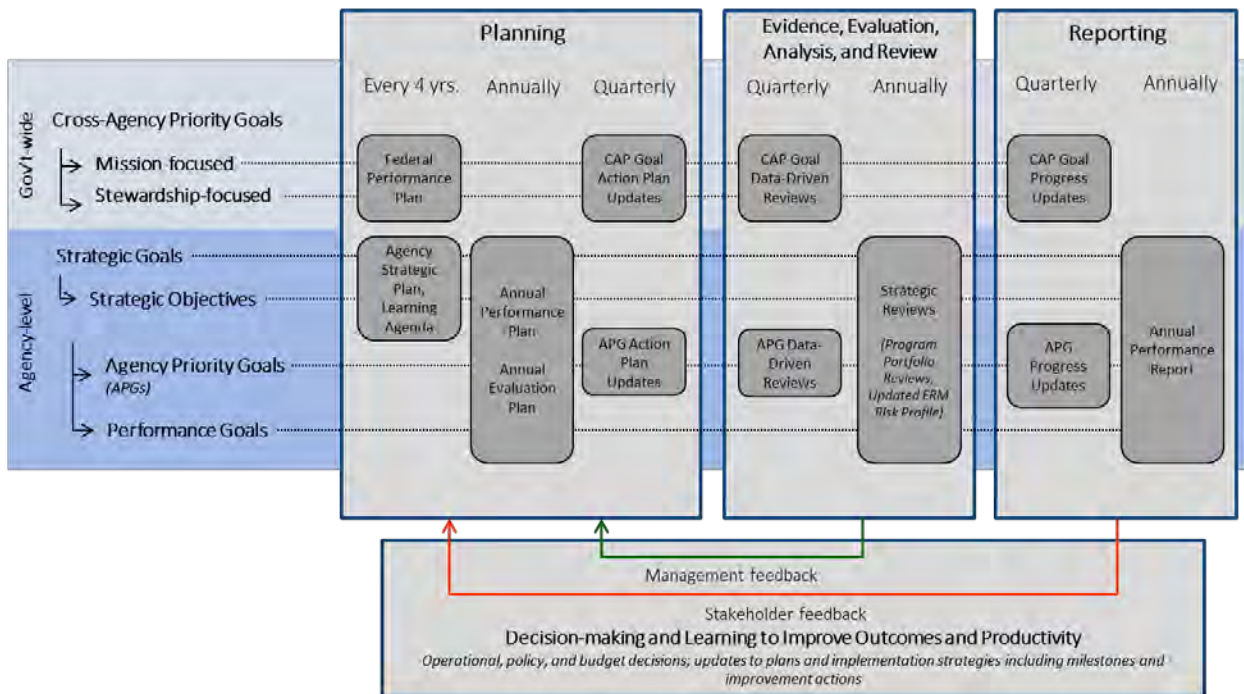 Planning
Evidence, Evaluation,
Analysis, and Review
Reporting
Every 4 yrs.
Annually
Quarterly
Quarterly
Annually
Quarterly
Annually
Gov't-wide
Cross-Agency Priority Goals
Mission-focused
Stewardship-focused
Federal
Performance
Plan
CAP Goal
Action Plan
Updates
CAP Goal
Data-Driven
Reviews
CAP Goal
Progress
Updates
Agency-level
Strategic Goals
Strategic Objectives
Agency Priority Goals
(APGs)
Performance Goals
Agency
Strategic
Plan,
Learning
Agenda
Annual
Performance
Plan
Annual
Evaluation
Plan
APG Action
Plan
Updates
APG Data-
Driven
Reviews
Strategic
Reviews
(Program
Portfolio
Reviews,
Updated ERM
Risk Profile)
APG
Progress
Updates
Annual
Performance
Report
Management feedback
Stakeholder feedback
Decision-making and Learning to Improve Outcomes and Productivity
Operational, policy, and budget decisions; updates to plans and implementation strategies including milestones and
improvement actions